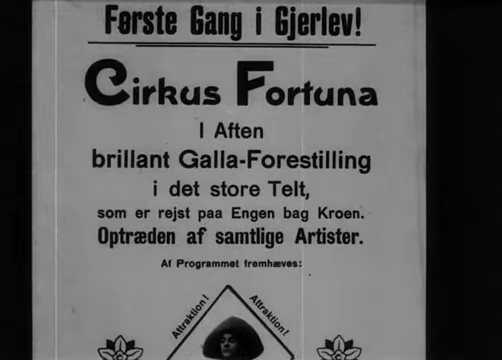 Første Gang i Gjerlev!
Cirkus Fortuna
I Aften
brillant Galla-Forestilling
i det store Telt,
som er rejst paa Engen bag Kroen.
Optræden af samtlige Artister.
Af Programmet fremhæves:
Attraktion! Attraktion!